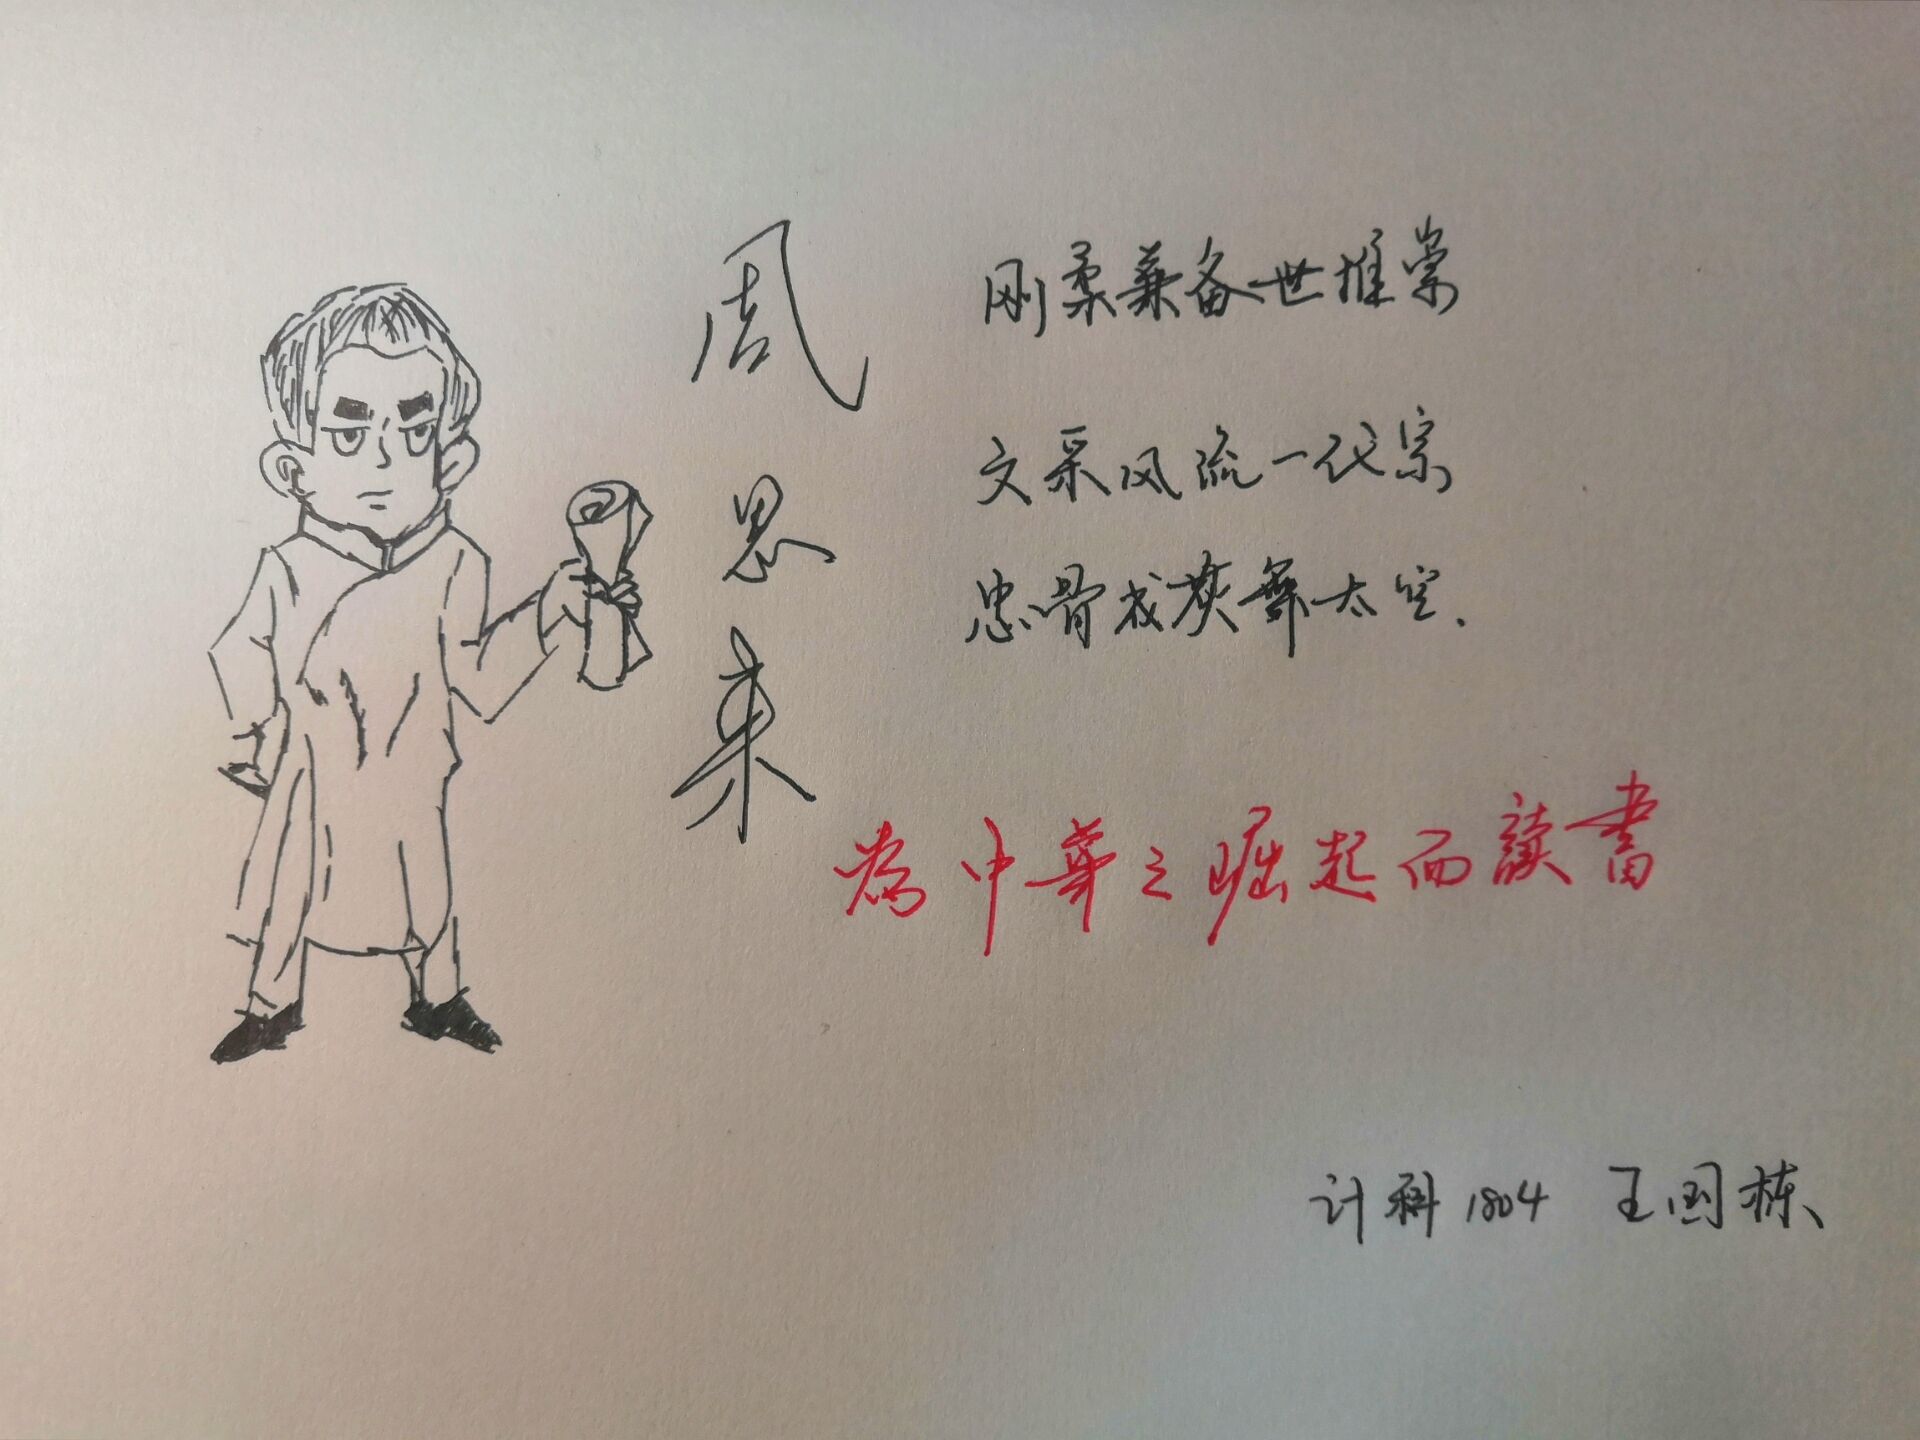 周恩来
刚柔兼备世推崇
文采风流一代宗
忠骨成灰舞太空.
為中華之崛起而讀書
计科1804 王国栋